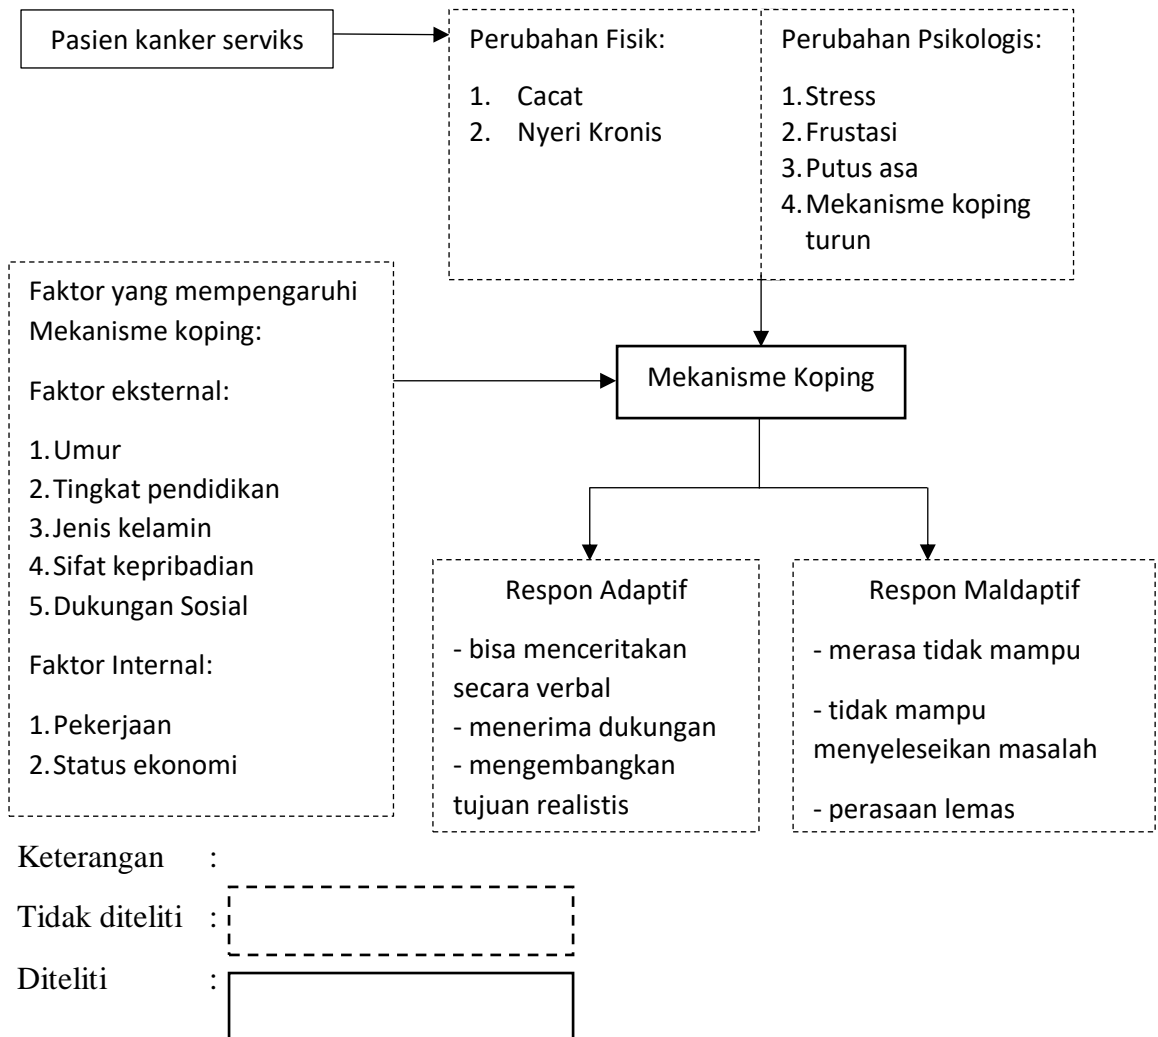 Pasien kanker serviks
Perubahan Fisik:
1. Cacat
2. Nyeri Kronis
Perubahan Psikologis:
1.Stress
2.Frustasi
3.Putus asa
4.Mekanisme koping
turun
Faktor yang mempengaruhi
Mekanisme koping:
Faktor eksternal:
1.Umur
2.Tingkat pendidikan
3.Jenis kelamin
4.Sifat kepribadian
5.Dukungan Sosial
Faktor Internal:
1.Pekerjaan
2.Status ekonomi
Mekanisme Koping
Respon Adaptif
- bisa menceritakan
secara verbal
- menerima dukungan
- mengembangkan
tujuan realistis
Respon Maldaptif
- merasa tidak mampu
- tidak mampu
menyeleseikan masalah
- perasaan lemas
Keterangan :
Tidak diteliti :
Diteliti :